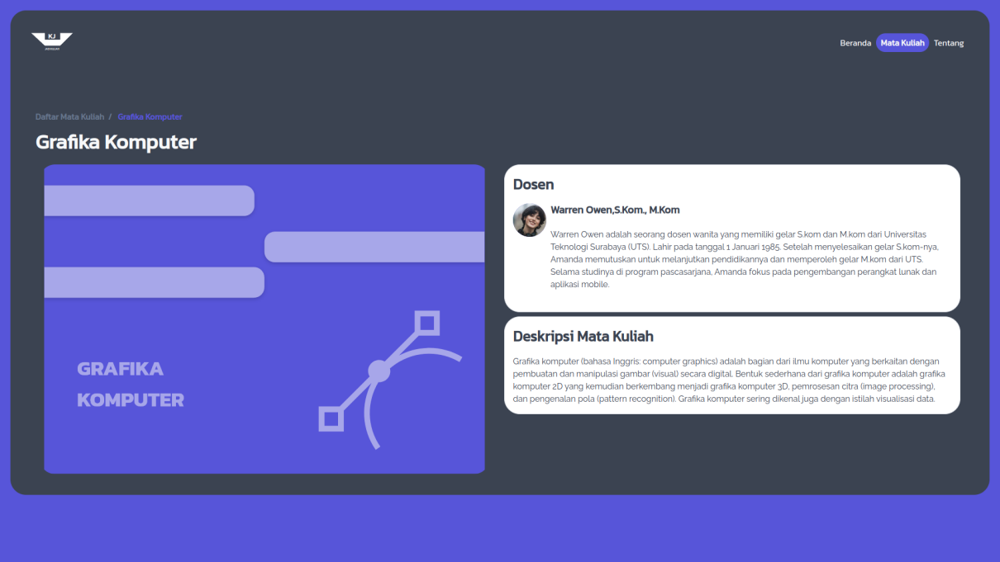 KJ
Beranda Mata Kuliah Tentang
Daftar Mata Kuliah / Grafika Komputer
Grafika Komputer
GRAFIKA
KOMPUTER
Dosen
Warren Owen,S.Kom., M.Kom
Warren Owen adalah seorang dosen wanita yang memiliki gelar S.kom dan M.kom dari Universitas
Teknologi Surabaya (UTS). Lahir pada tanggal 1 Januari 1985. Setelah menyelesaikan gelar S.kom-nya,
Amanda memutuskan untuk melanjutkan pendidikannya dan memperoleh gelar M.kom dari UTS.
Selama studinya di program pascasarjana, Amanda fokus pada pengembangan perangkat lunak dan
aplikasi mobile.
Deskripsi Mata Kuliah
Grafika komputer (bahasa Inggris: computer graphics) adalah bagian dari ilmu komputer yang berkaitan dengan
pembuatan dan manipulasi gambar (visual) secara digital. Bentuk sederhana dari grafika komputer adalah grafika
komputer 2D yang kemudian berkembang menjadi grafika komputer 3D, pemrosesan citra (image processing),
dan pengenalan pola (pattern recognition). Grafika komputer sering dikenal juga dengan istilah visualisasi data.